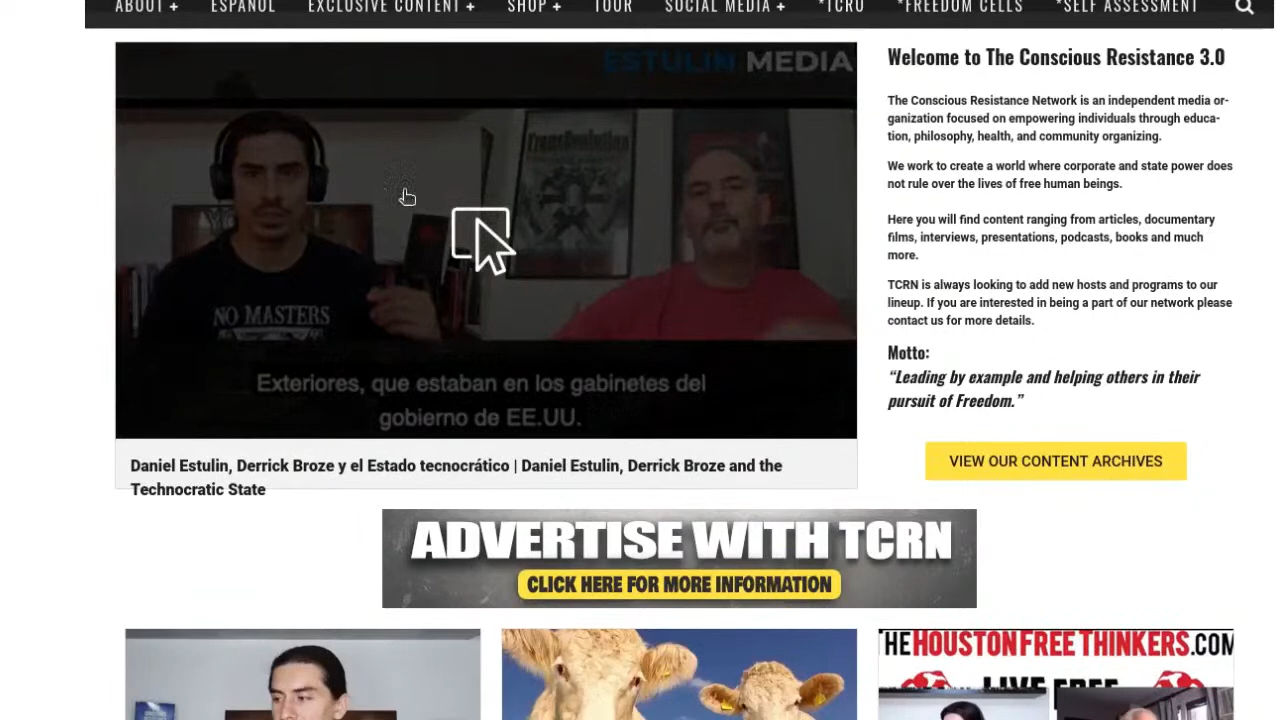 ABOUT + ESPAÑOL EXCLUSIVE CONTENT + SHOP + TOUR SOCIAL MEDIA + *TCRU *FREEDOM CELLS *SELF ASSESSMENT
ESTULIN MEDIA
TransEvolution
NO MASTERS
Exteriores, que estaban en los gabinetes del
gobierno de EE.UU.
Daniel Estulin, Derrick Broze y el Estado tecnocrático | Daniel Estulin, Derrick Broze and the
Technocratic State
Welcome to The Conscious Resistance 3.0
The Conscious Resistance Network is an independent media or-
ganization focused on empowering individuals through educa-
tion, philosophy, health, and community organizing.
We work to create a world where corporate and state power does
not rule over the lives of free human beings.
Here you will find content ranging from articles, documentary
films, interviews, presentations, podcasts, books and much
more.
TCRN is always looking to add new hosts and programs to our
lineup. If you are interested in being a part of our network please
contact us for more details.
Motto:
“Leading by example and helping others in their
pursuit of Freedom.”
VIEW OUR CONTENT ARCHIVES
ADVERTISE WITH TCRN
CLICK HERE FOR MORE INFORMATION
THEHOUSTONFREETHINKERS.COM
LIVE FREE